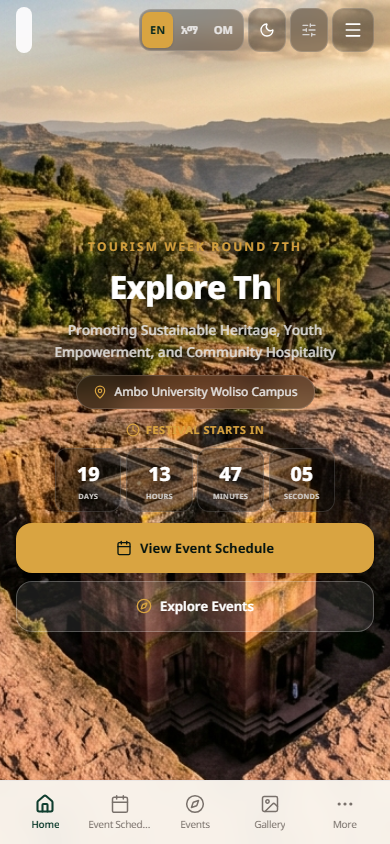 EN አማ OM
TOURISM WEEK ROUND 7TH
Explore Th
Promoting Sustainable Heritage, Youth
Empowerment, and Community Hospitality
Ambo University Woliso Campus
FESTIVAL STARTS IN
19 13 47 05
DAYS HOURS MINUTES SECONDS
View Event Schedule
Explore Events
Home Event Sched... Events Gallery More